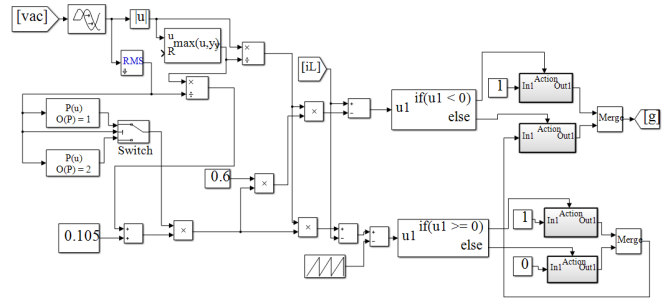 [vac]
|u|
u
R
max(u,y)
×
÷
RMS
×
÷
[iL]
+
−
×
u1
if(u1 < 0)
else
1
Action
In1
Out1
Action
In1
Out1
Merge
[g]
P(u)
O(P) = 1
P(u)
O(P) = 2
Switch
0.6
×
0.105
+
+
×
×
+
−
+
−
u1
if(u1 >= 0)
else
1
Action
In1
Out1
0
Action
In1
Out1
Merge